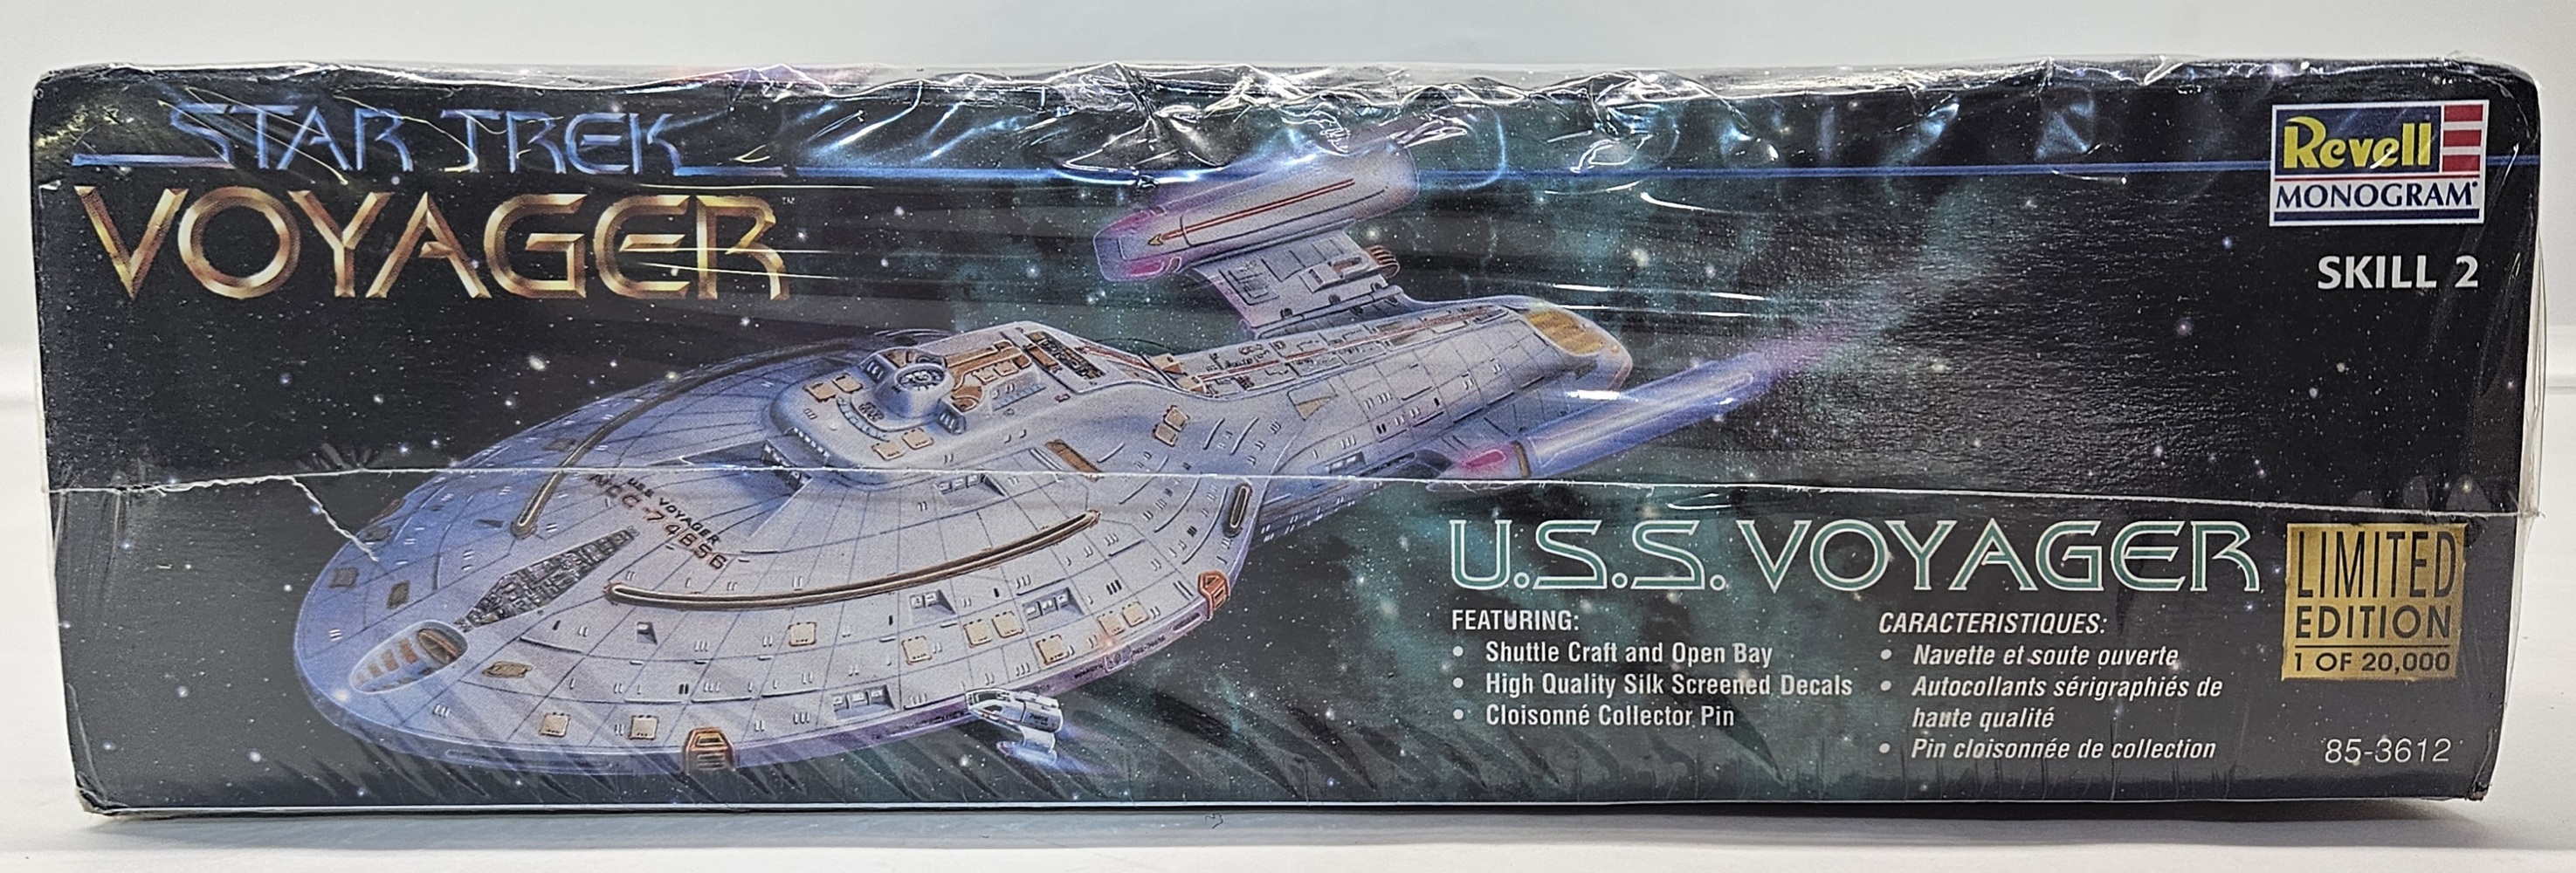 STAR TREK
VOYAGER™
Revell
MONOGRAM®
SKILL 2
U.S.S. VOYAGER
NCC-74656
U.S.S. VOYAGER
FEATURING:
• Shuttle Craft and Open Bay
• High Quality Silk Screened Decals
• Cloisonné Collector Pin
CARACTERISTIQUES:
• Navette et soute ouverte
• Autocollants sérigraphiés de
haute qualité
• Pin cloisonnée de collection
LIMITED
EDITION
1 OF 20,000
85-3612